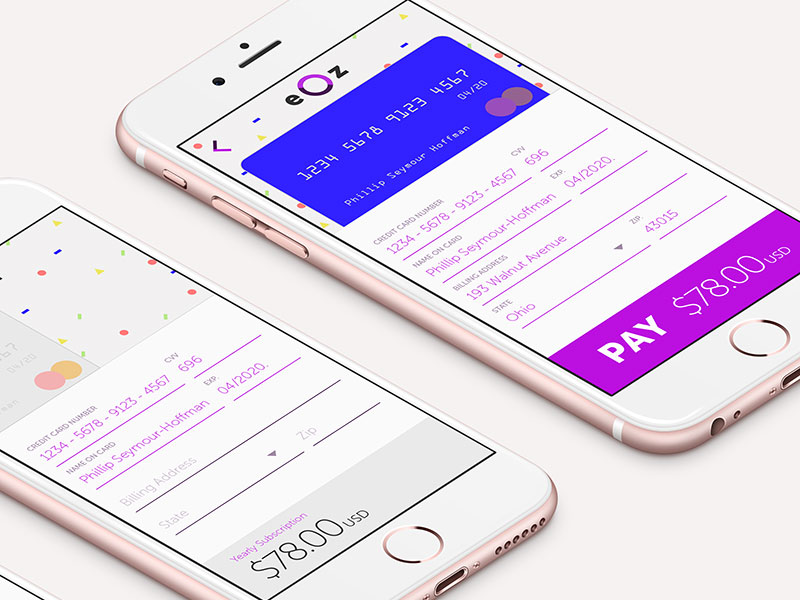 eOz
1234 5678 9123 4567
04/20
Phillip Seymour Hoffman
CREDIT CARD NUMBER CVV
1234 - 5678 - 9123 - 4567 696
NAME ON CARD EXP.
Phillip Seymour-Hoffman 04/2020.
BILLING ADDRESS
193 Walnut Avenue
STATE ZIP
Ohio 43015
PAY $78.00 USD
04/20
CREDIT CARD NUMBER CVV
1234 - 5678 - 9123 - 4567 696
NAME ON CARD EXP.
Phillip Seymour-Hoffman 04/2020.
Billing Address
State Zip
Yearly Subscription
$78.00 USD